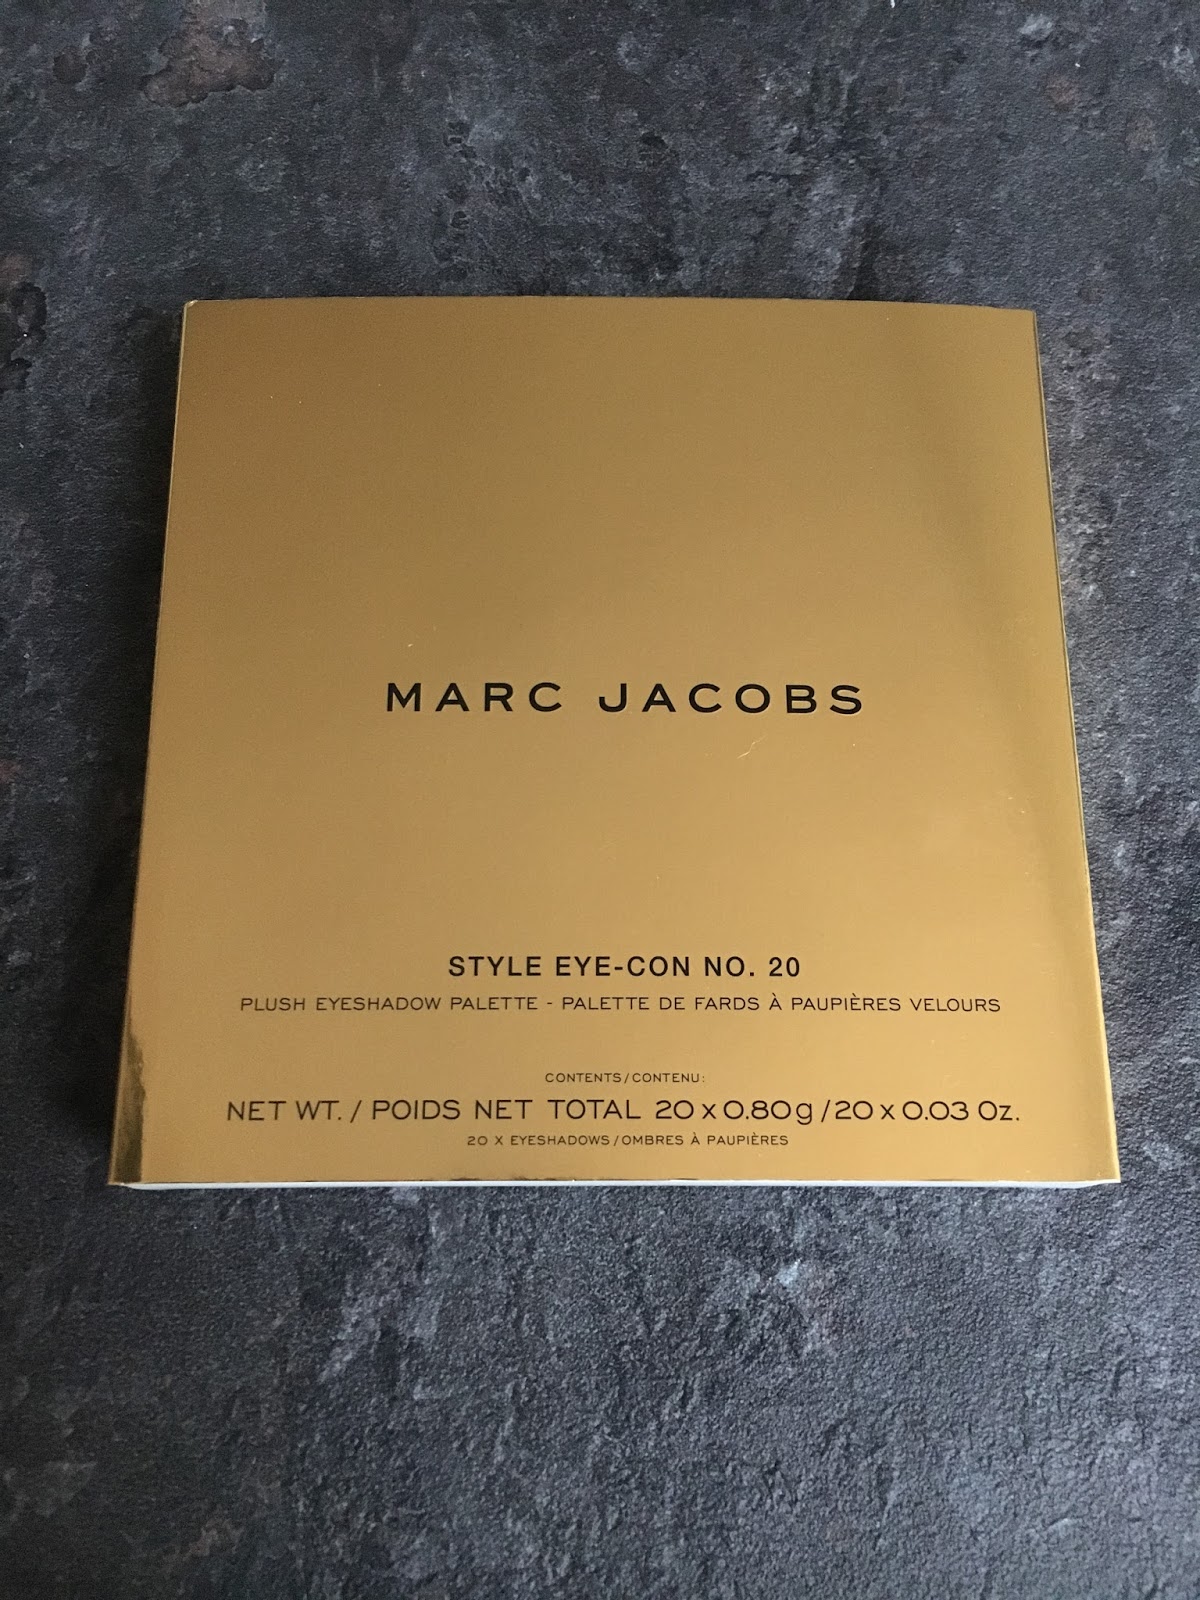 MARC JACOBS
STYLE EYE-CON NO. 20
PLUSH EYESHADOW PALETTE - PALETTE DE FARDS À PAUPIÈRES VELOURS
CONTENTS/CONTENU:
NET WT. / POIDS NET TOTAL 20 x 0.80g /20 x 0.03 Oz.
20 X EYESHADOWS/OMBRES À PAUPIÈRES